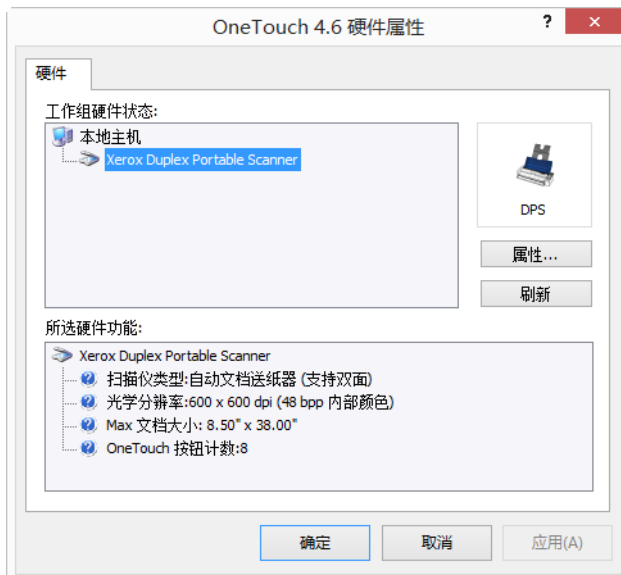 OneTouch 4.6 硬件属性
?
×
硬件
工作组硬件状态:
本地主机
Xerox Duplex Portable Scanner
DPS
属性...
刷新
所选硬件功能:
Xerox Duplex Portable Scanner
扫描仪类型:自动文档送纸器 (支持双面)
光学分辨率:600 x 600 dpi (48 bpp 内部颜色)
Max 文档大小: 8.50" x 38.00"
OneTouch 按钮计数:8
确定
取消
应用(A)